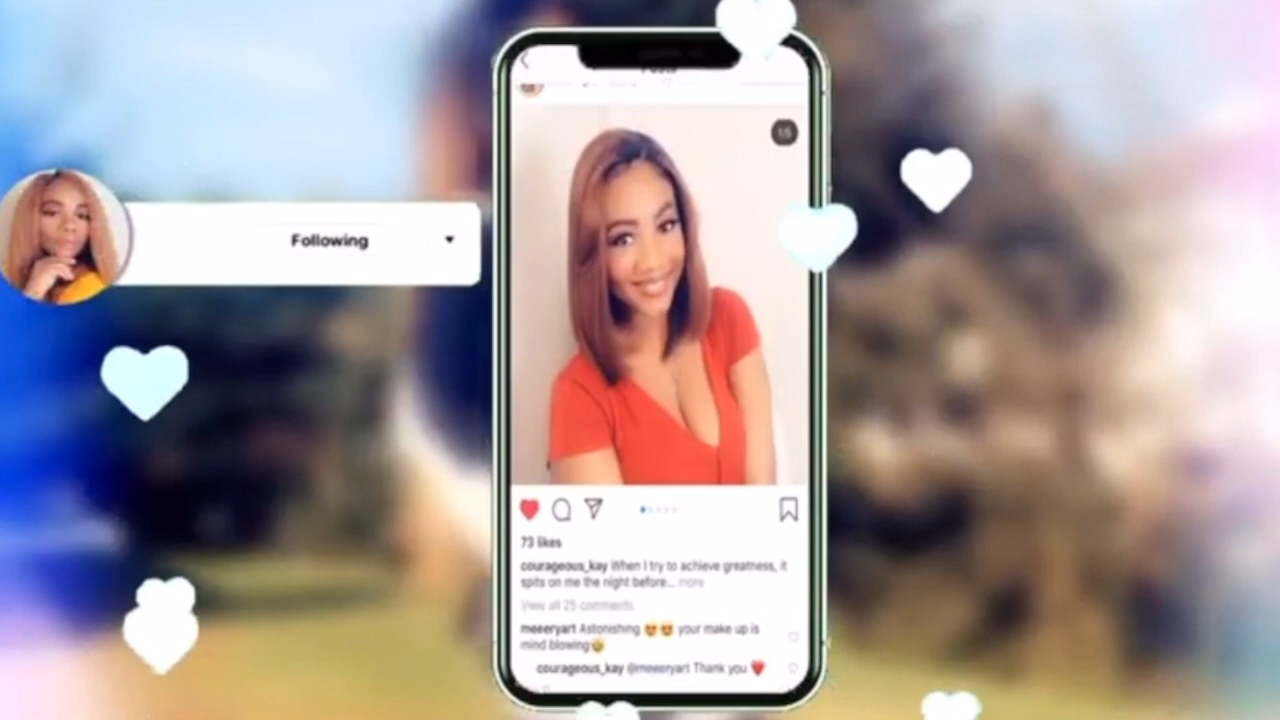 Posts
1/5
Following
73 likes
courageous_kay When I try to achieve greatness, it
spits on me the night before... more
View all 25 comments
meeeryart Astonishing 😍😍 your make up is
mind blowing🤩
courageous_kay @meeeryart Thank you ❤️